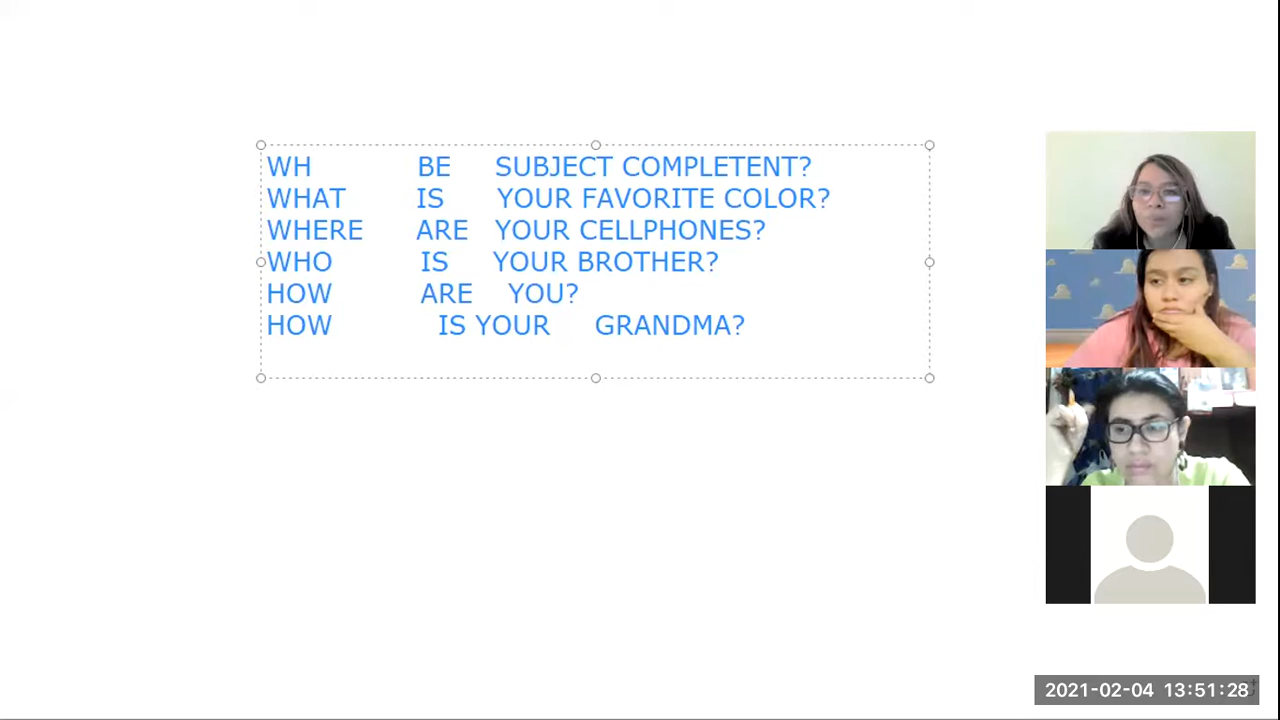 WH BE SUBJECT COMPLETENT?
WHAT IS YOUR FAVORITE COLOR?
WHERE ARE YOUR CELLPHONES?
WHO IS YOUR BROTHER?
HOW ARE YOU?
HOW IS YOUR GRANDMA?
2021-02-04 13:51:28